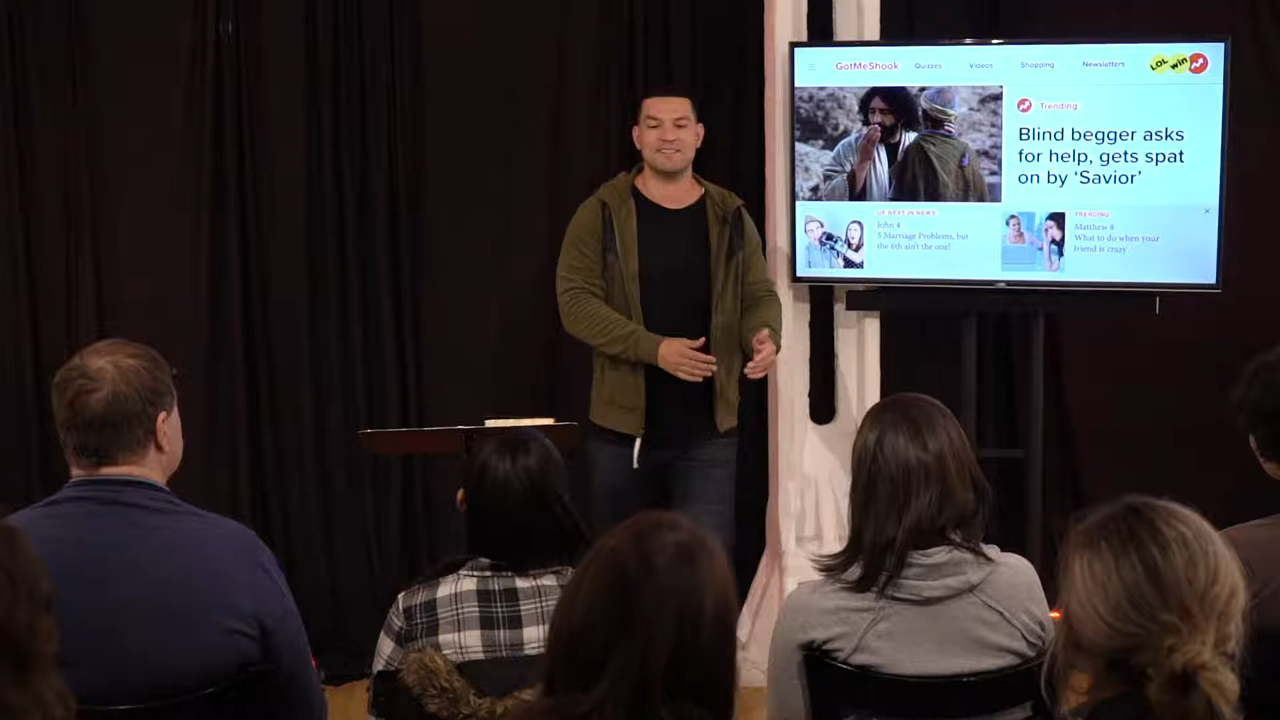 GotMeShook Quizzes Videos Shopping Newsletters LOL win
Trending
Blind begger asks
for help, gets spat
on by ‘Savior’
UP NEXT IN NEWS
John 4
5 Marriage Problems, but
the 6th ain't the one!
TRENDING
Matthew 8
What to do when your
friend is crazy